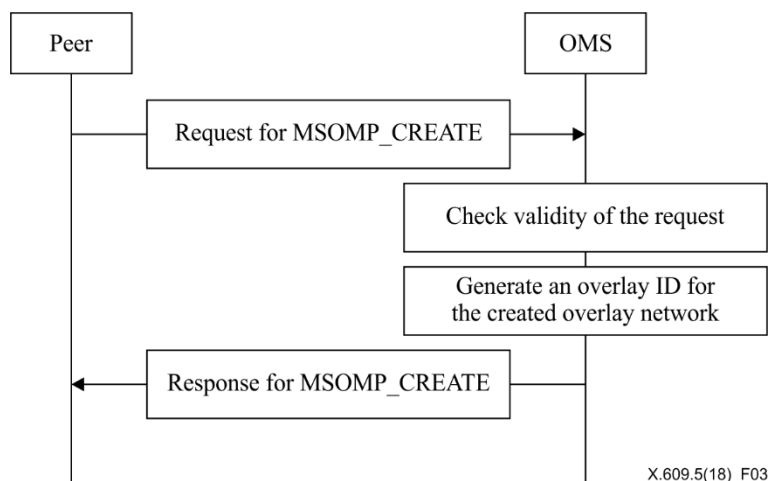 Peer
OMS
Request for MSOMP_CREATE
Check validity of the request
Generate an overlay ID for
the created overlay network
Response for MSOMP_CREATE
X.609.5(18)_F03